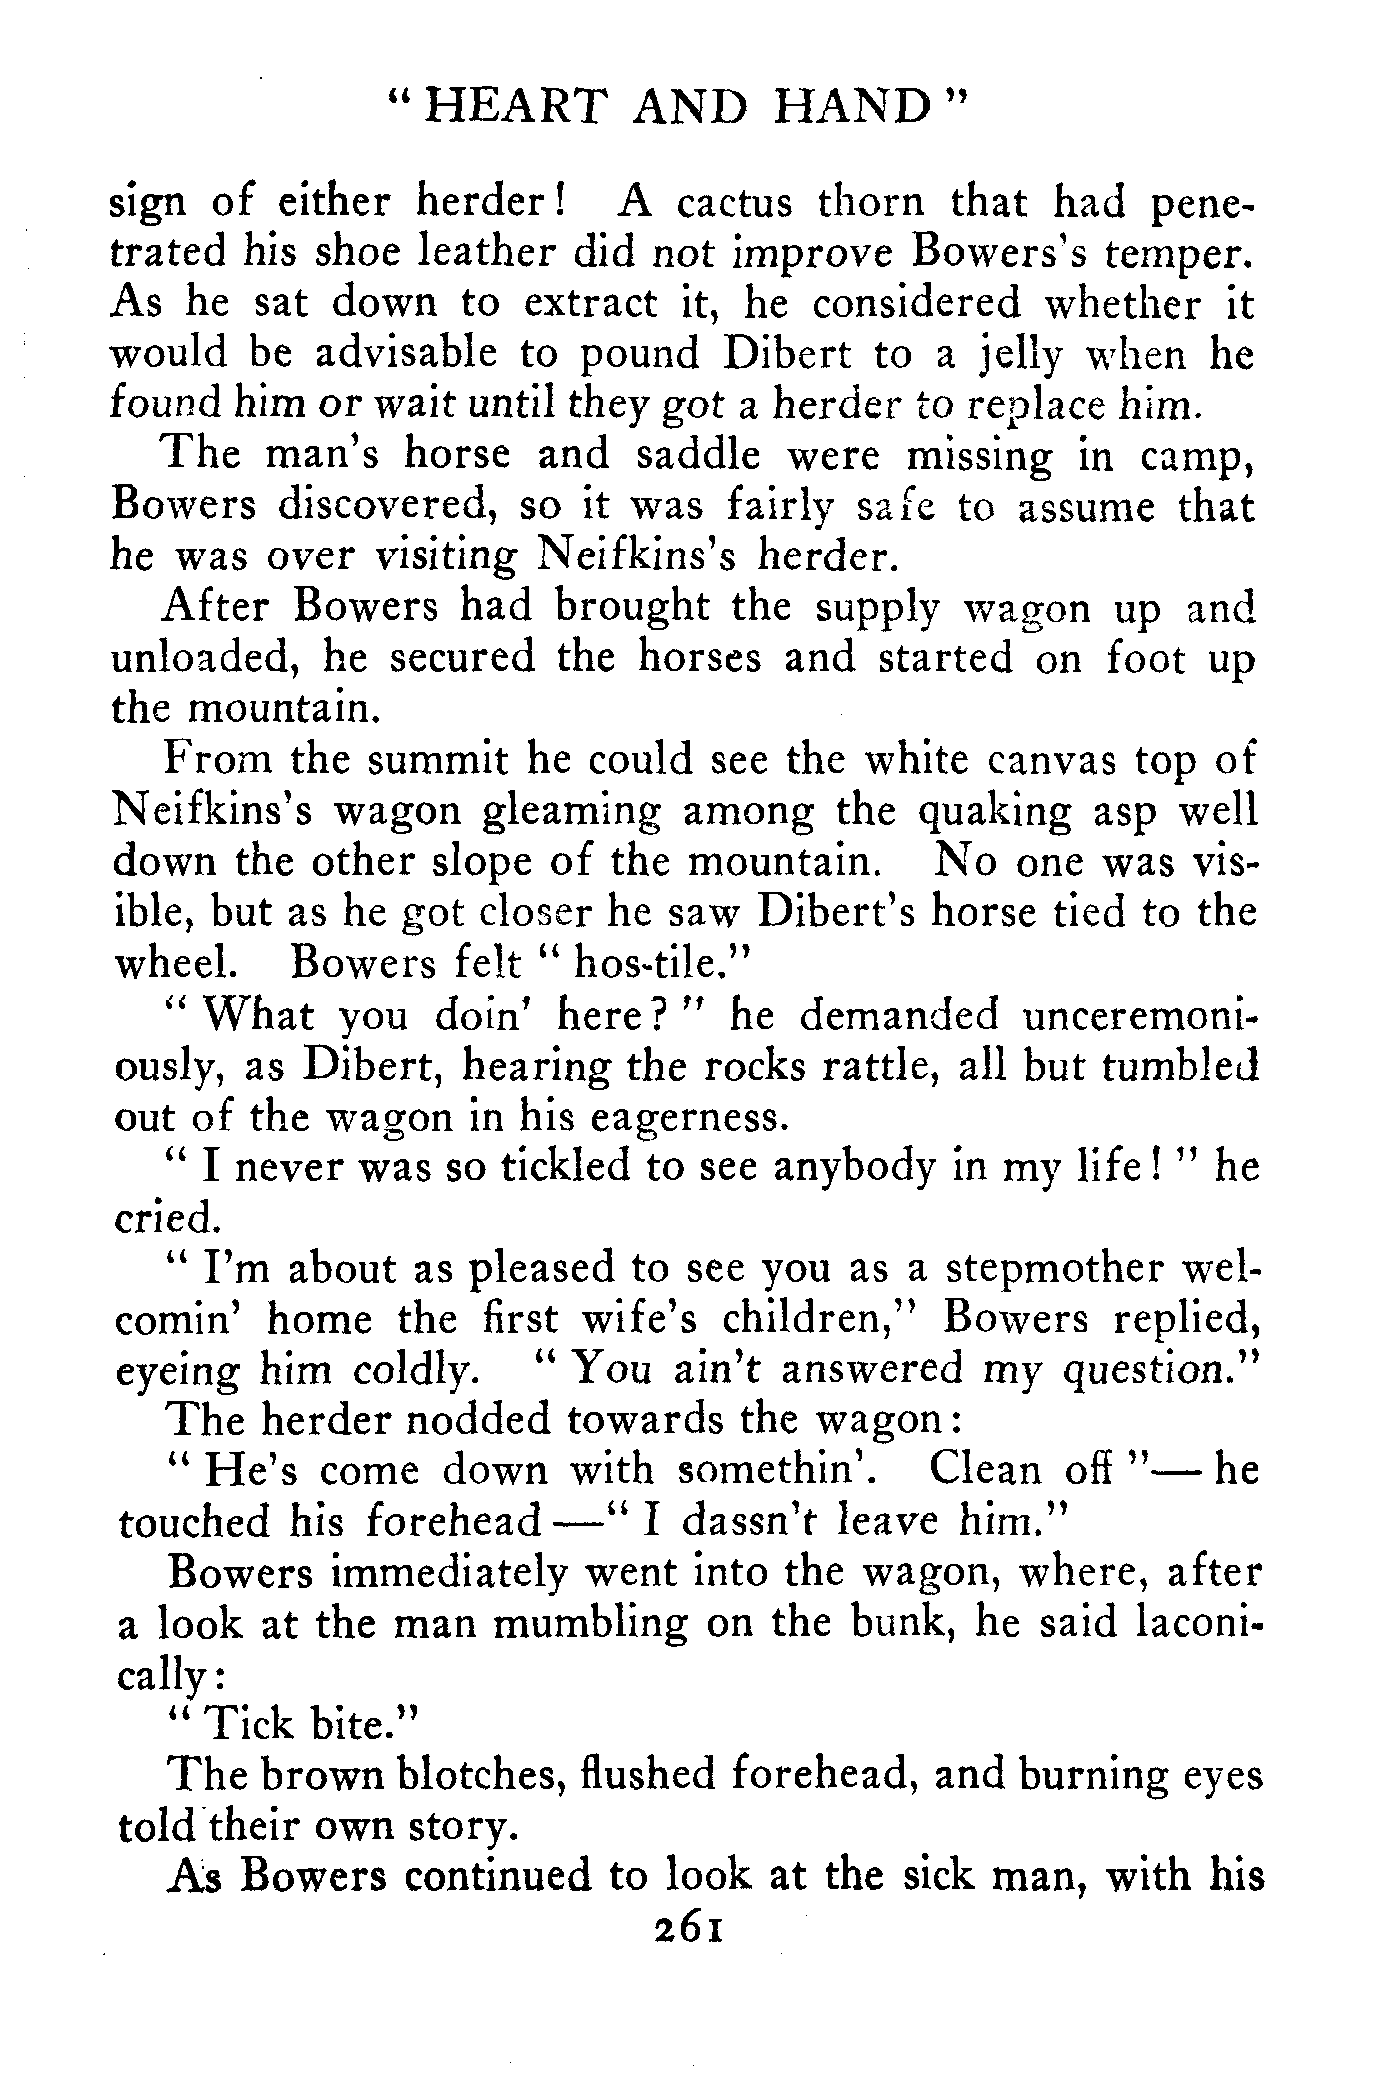 " HEART AND HAND "
sign of either herder! A cactus thorn that had pene-
trated his shoe leather did not improve Bowers's temper.
As he sat down to extract it, he considered whether it
would be advisable to pound Dibert to a jelly when he
found him or wait until they got a herder to replace him.
The man's horse and saddle were missing in camp,
Bowers discovered, so it was fairly safe to assume that
he was over visiting Neifkins's herder.
After Bowers had brought the supply wagon up and
unloaded, he secured the horses and started on foot up
the mountain.
From the summit he could see the white canvas top of
Neifkins's wagon gleaming among the quaking asp well
down the other slope of the mountain. No one was vis-
ible, but as he got closer he saw Dibert's horse tied to the
wheel. Bowers felt " hos-tile."
" What you doin' here? " he demanded unceremoni-
ously, as Dibert, hearing the rocks rattle, all but tumbled
out of the wagon in his eagerness.
" I never was so tickled to see anybody in my life! " he
cried.
" I'm about as pleased to see you as a stepmother wel-
comin' home the first wife's children," Bowers replied,
eyeing him coldly. " You ain't answered my question."
The herder nodded towards the wagon:
" He's come down with somethin'. Clean off "— he
touched his forehead —" I dassn't leave him."
Bowers immediately went into the wagon, where, after
a look at the man mumbling on the bunk, he said laconi-
cally:
" Tick bite."
The brown blotches, flushed forehead, and burning eyes
told their own story.
As Bowers continued to look at the sick man, with his
261